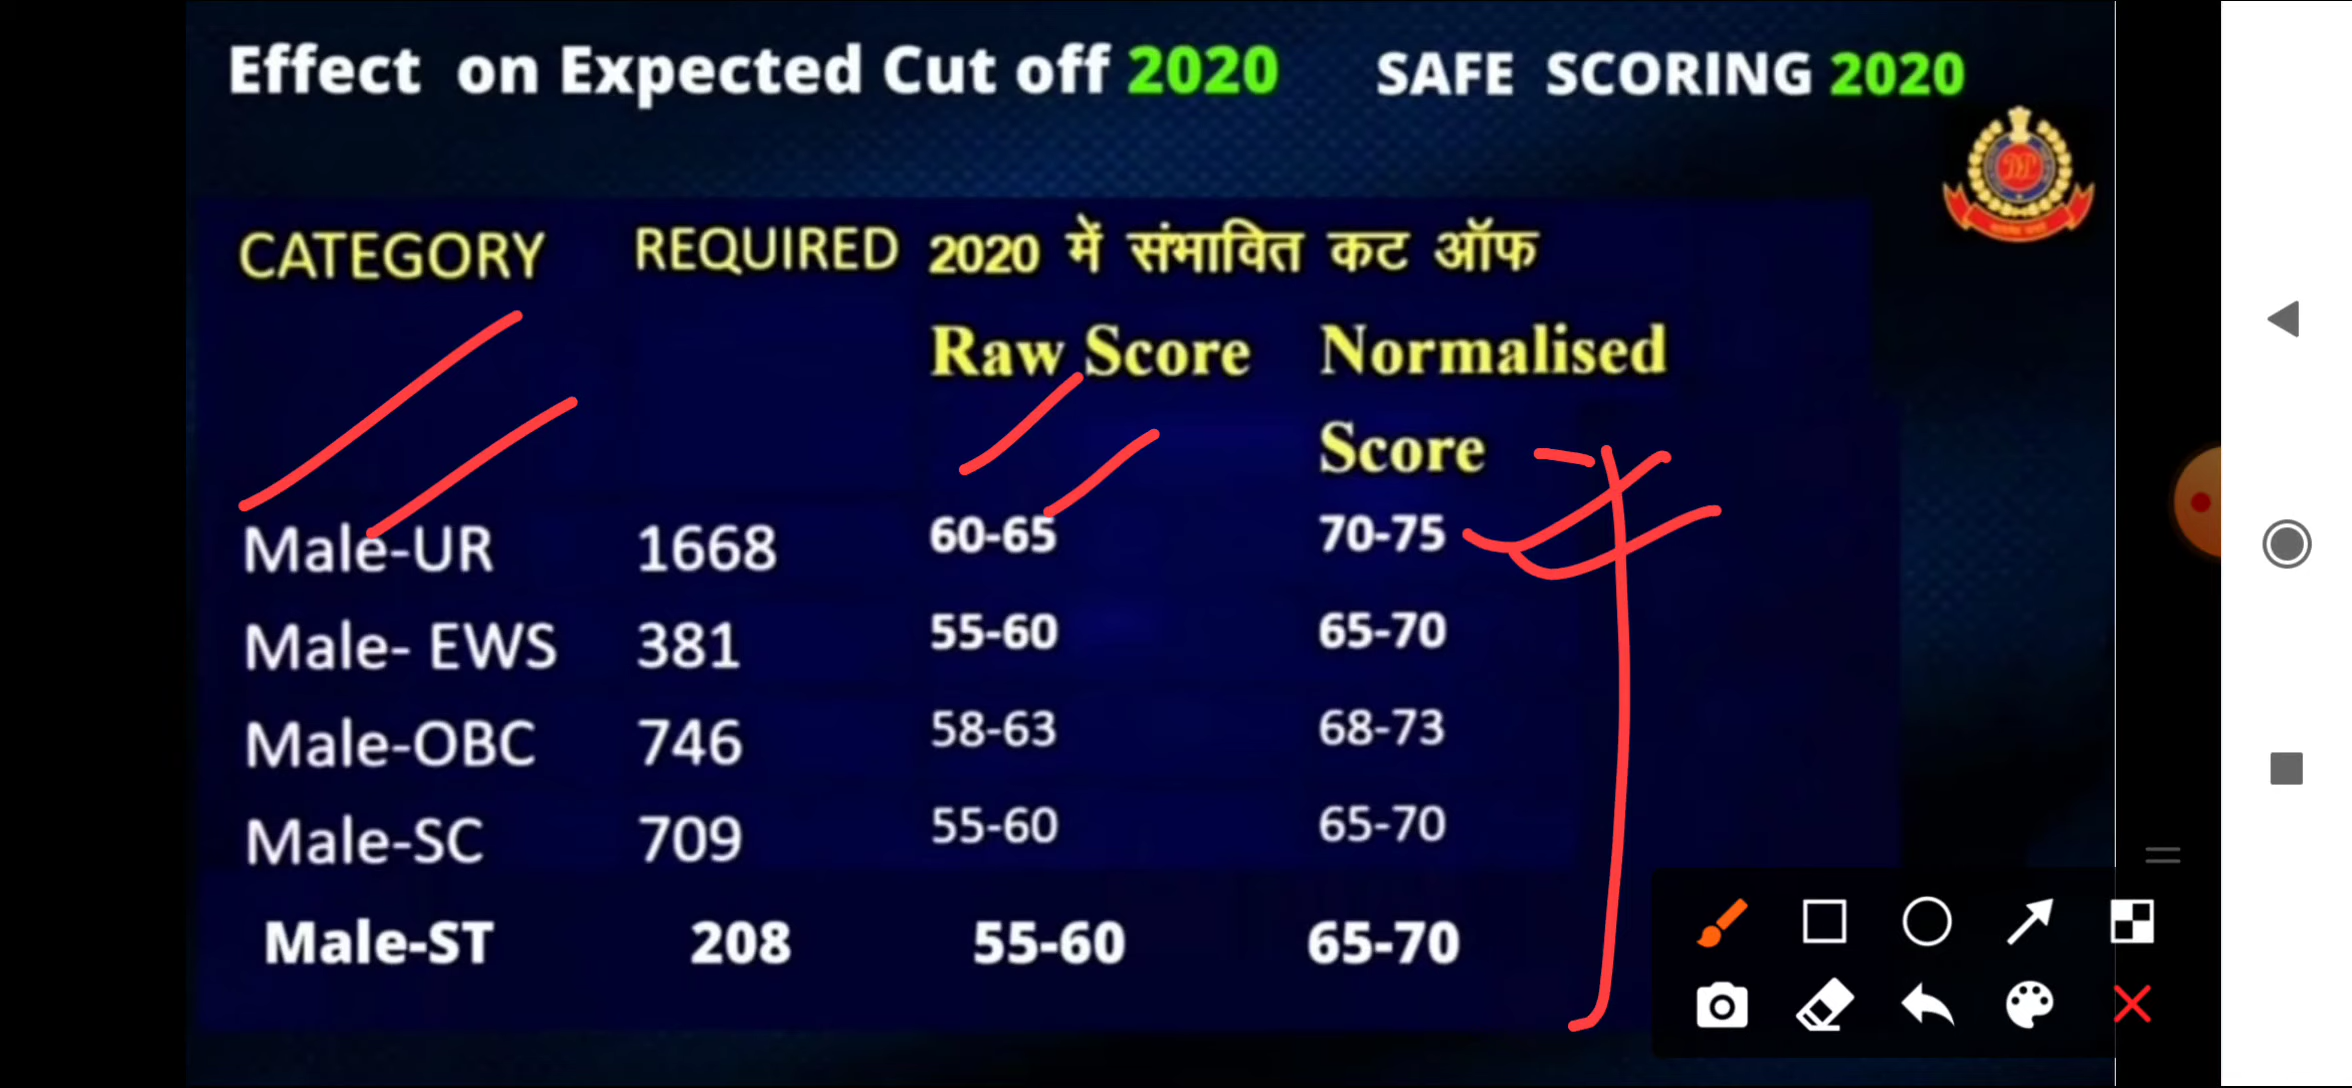 Effect on Expected Cut off 2020 SAFE SCORING 2020
CATEGORY REQUIRED 2020 में संभावित कट ऑफ
Raw Score Normalised Score
Male-UR 1668 60-65 70-75
Male- EWS 381 55-60 65-70
Male-OBC 746 58-63 68-73
Male-SC 709 55-60 65-70
Male-ST 208 55-60 65-70